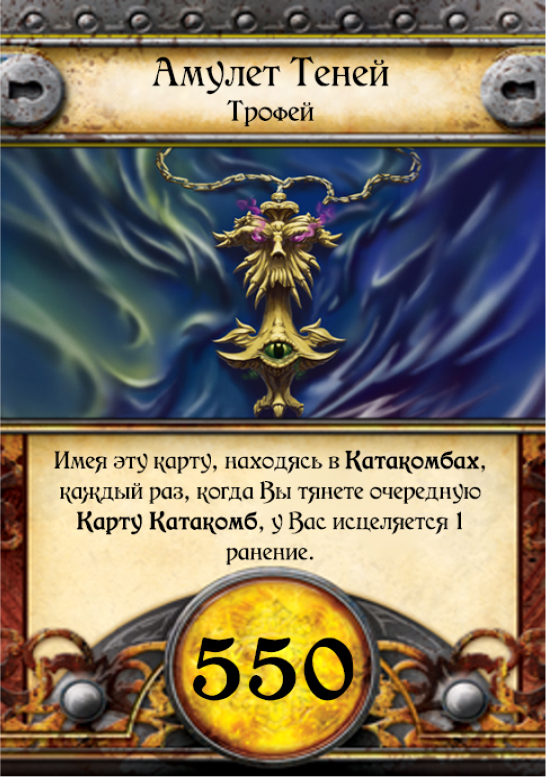 Амулет Теней
Трофей
Имея эту карту, находясь в Катакомбах,
каждый раз, когда Вы тянете очередную
Карту Катакомб, у Вас исцеляется 1
ранение.
550